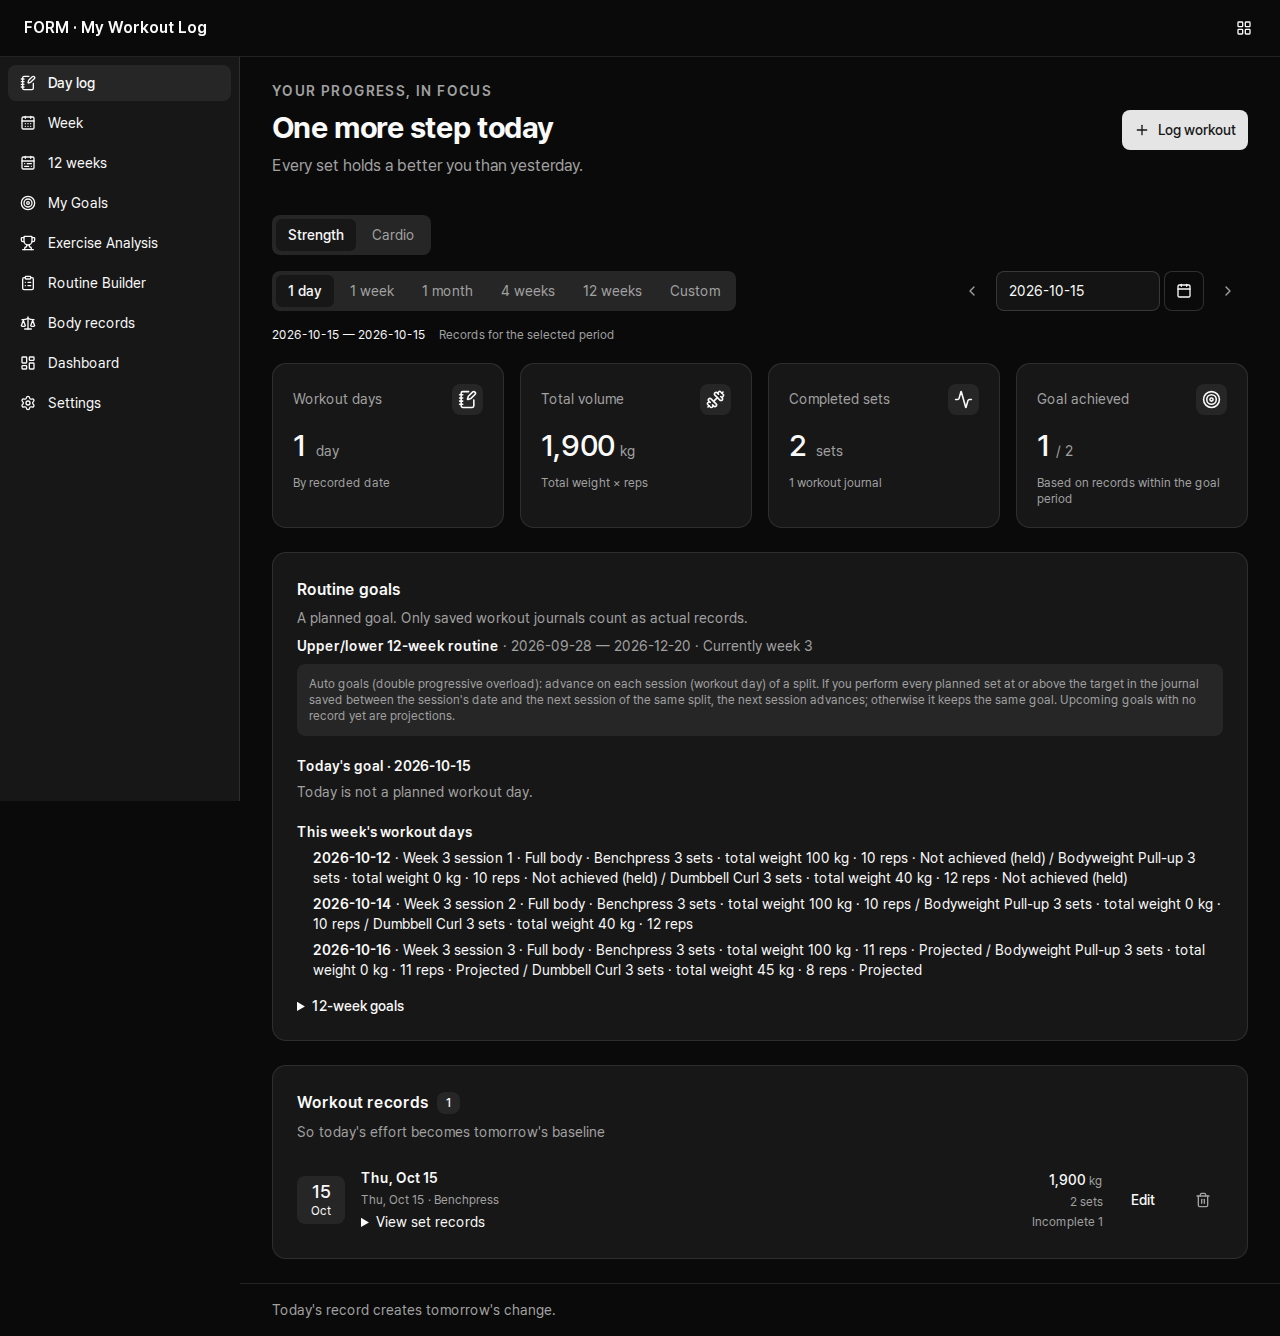 FORM · My Workout Log
Day log
Week
12 weeks
My Goals
Exercise Analysis
Routine Builder
Body records
Dashboard
Settings
YOUR PROGRESS, IN FOCUS
One more step today
Every set holds a better you than yesterday.
Log workout
Strength
Cardio
1 day
1 week
1 month
4 weeks
12 weeks
Custom
2026-10-15
2026-10-15 — 2026-10-15 Records for the selected period
Workout days
1 day
By recorded date
Total volume
1,900 kg
Total weight × reps
Completed sets
2 sets
1 workout journal
Goal achieved
1 / 2
Based on records within the goal
period
Routine goals
A planned goal. Only saved workout journals count as actual records.
Upper/lower 12-week routine · 2026-09-28 — 2026-12-20 · Currently week 3
Auto goals (double progressive overload): advance on each session (workout day) of a split. If you perform every planned set at or above the target in the journal
saved between the session's date and the next session of the same split, the next session advances; otherwise it keeps the same goal. Upcoming goals with no
record yet are projections.
Today's goal · 2026-10-15
Today is not a planned workout day.
This week's workout days
2026-10-12 · Week 3 session 1 · Full body · Benchpress 3 sets · total weight 100 kg · 10 reps · Not achieved (held) / Bodyweight Pull-up 3
sets · total weight 0 kg · 10 reps · Not achieved (held) / Dumbbell Curl 3 sets · total weight 40 kg · 12 reps · Not achieved (held)
2026-10-14 · Week 3 session 2 · Full body · Benchpress 3 sets · total weight 100 kg · 10 reps / Bodyweight Pull-up 3 sets · total weight 0 kg ·
10 reps / Dumbbell Curl 3 sets · total weight 40 kg · 12 reps
2026-10-16 · Week 3 session 3 · Full body · Benchpress 3 sets · total weight 100 kg · 11 reps · Projected / Bodyweight Pull-up 3 sets · total
weight 0 kg · 11 reps · Projected / Dumbbell Curl 3 sets · total weight 45 kg · 8 reps · Projected
12-week goals
Workout records 1
So today's effort becomes tomorrow's baseline
15
Oct
Thu, Oct 15
Thu, Oct 15 · Benchpress
View set records
1,900 kg
2 sets
Incomplete 1
Edit
Today's record creates tomorrow's change.